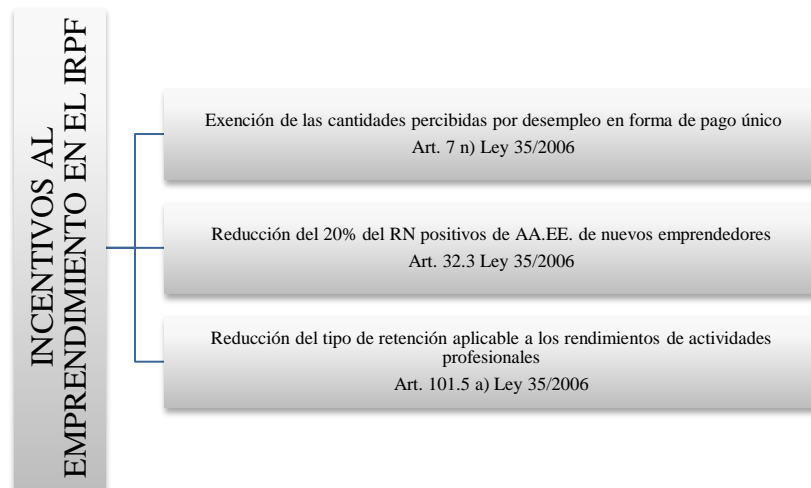 INCENTIVOS AL
EMPRENDIMIENTO EN EL IRPF
Exención de las cantidades percibidas por desempleo en forma de pago único
Art. 7 n) Ley 35/2006
Reducción del 20% del RN positivos de AA.EE. de nuevos emprendedores
Art. 32.3 Ley 35/2006
Reducción del tipo de retención aplicable a los rendimientos de actividades
profesionales
Art. 101.5 a) Ley 35/2006